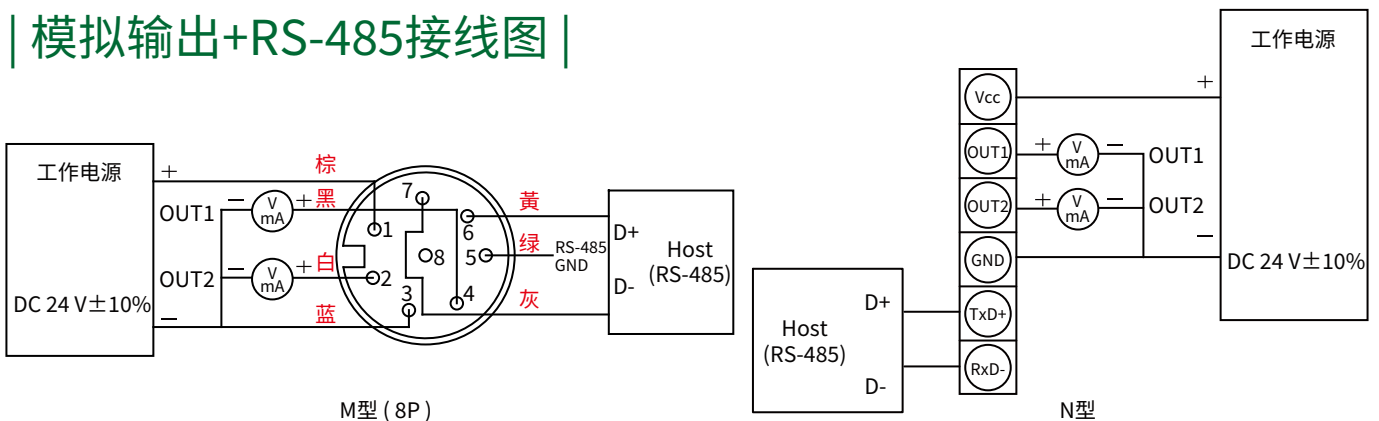 |模拟输出+RS-485接线图|
工作电源
DC 24 V±10%
+
−
棕
OUT1
−
V
mA
+
黑
OUT2
−
V
mA
+
白
蓝
7
1
6
8
5
2
3
4
黃
绿
RS-485
GND
灰
D+
D-
Host
(RS-485)
M型 ( 8P )
Host
(RS-485)
D+
D-
Vcc
OUT1
OUT2
GND
TxD+
RxD-
+
V
mA
−
OUT1
+
V
mA
−
OUT2
+
−
工作电源
DC 24 V±10%
N型